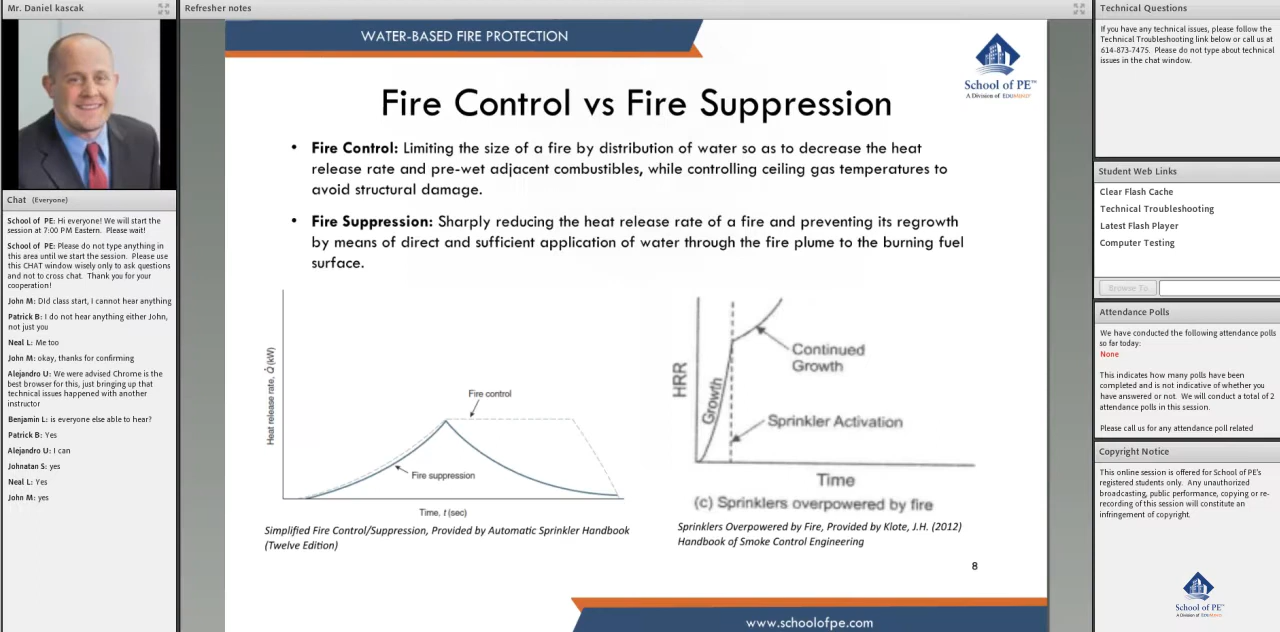 Mr. Daniel kascak
Chat (Everyone)
School of PE: Hi everyone! We will start the
session at 7:00 PM Eastern. Please wait!
School of PE: Please do not type anything in
this area until we start the session. Please use
this CHAT window wisely only to ask questions
and not to cross chat. Thank you for your
cooperation!
John M: DId class start, I cannot hear anything
Patrick B: I do not hear anything either John,
not just you
Neal L: Me too
John M: okay, thanks for confirming
Alejandro U: We were advised Chrome is the
best browser for this, just bringing up that
technical issues happened with another
instructor
Benjamin L: is everyone else able to hear?
Patrick B: Yes
Alejandro U: I can
Johnatan S: yes
Neal L: Yes
John M: yes
Refresher notes
WATER-BASED FIRE PROTECTION
School of PE™
A Division of EDUMIND
Fire Control vs Fire Suppression
• Fire Control: Limiting the size of a fire by distribution of water so as to decrease the heat
release rate and pre-wet adjacent combustibles, while controlling ceiling gas temperatures to
avoid structural damage.
• Fire Suppression: Sharply reducing the heat release rate of a fire and preventing its regrowth
by means of direct and sufficient application of water through the fire plume to the burning fuel
surface.
Heat release rate, Q̇ (kW)
Fire control
Fire suppression
Time, t (sec)
Simplified Fire Control/Suppression, Provided by Automatic Sprinkler Handbook
(Twelve Edition)
HRR
Growth
Continued
Growth
Sprinkler Activation
Time
(c) Sprinklers overpowered by fire
Sprinklers Overpowered by Fire, Provided by Klote, J.H. (2012)
Handbook of Smoke Control Engineering
8
www.schoolofpe.com
Technical Questions
If you have any technical issues, please follow the
Technical Troubleshooting link below or call us at
614-873-7475. Please do not type about technical
issues in the chat window.
Student Web Links
Clear Flash Cache
Technical Troubleshooting
Latest Flash Player
Computer Testing
Browse To
Attendance Polls
We have conducted the following attendance polls
so far today:
None
This indicates how many polls have been
completed and is not indicative of whether you
have answered or not. We will conduct a total of 2
attendance polls in this session.
Please call us for any attendance poll related
Copyright Notice
This online session is offered for School of PE's
registered students only. Any unauthorized
broadcasting, public performance, copying or re-
recording of this session will constitute an
infringement of copyright.
School of PE™
A Division of EDUMIND